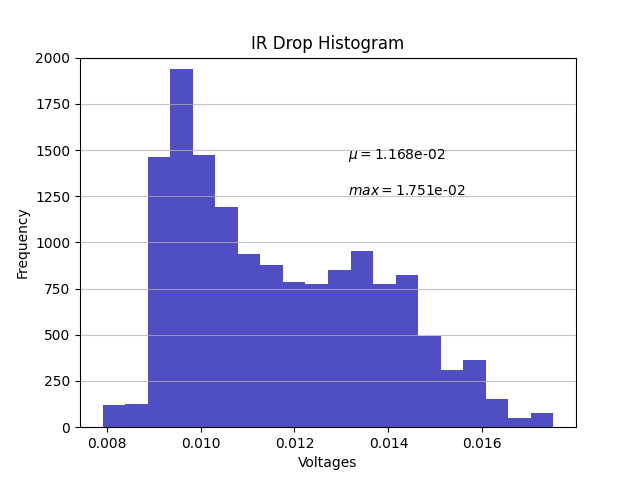 IR Drop Histogram
2000
1750
1500
1250
1000
750
500
250
0
Frequency
μ = 1.168e-02
max = 1.751e-02
0.008 0.010 0.012 0.014 0.016
Voltages